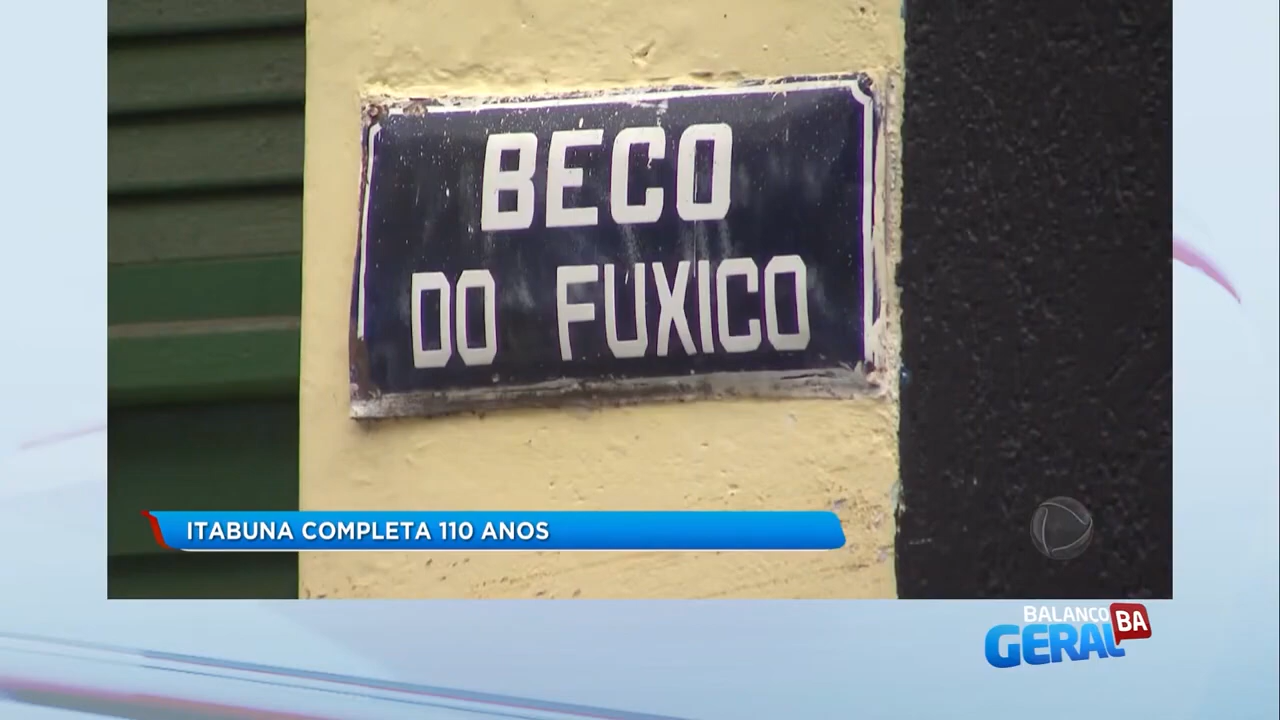 BECO
DO FUXICO
ITABUNA COMPLETA 110 ANOS
BALANÇO
GERAL BA